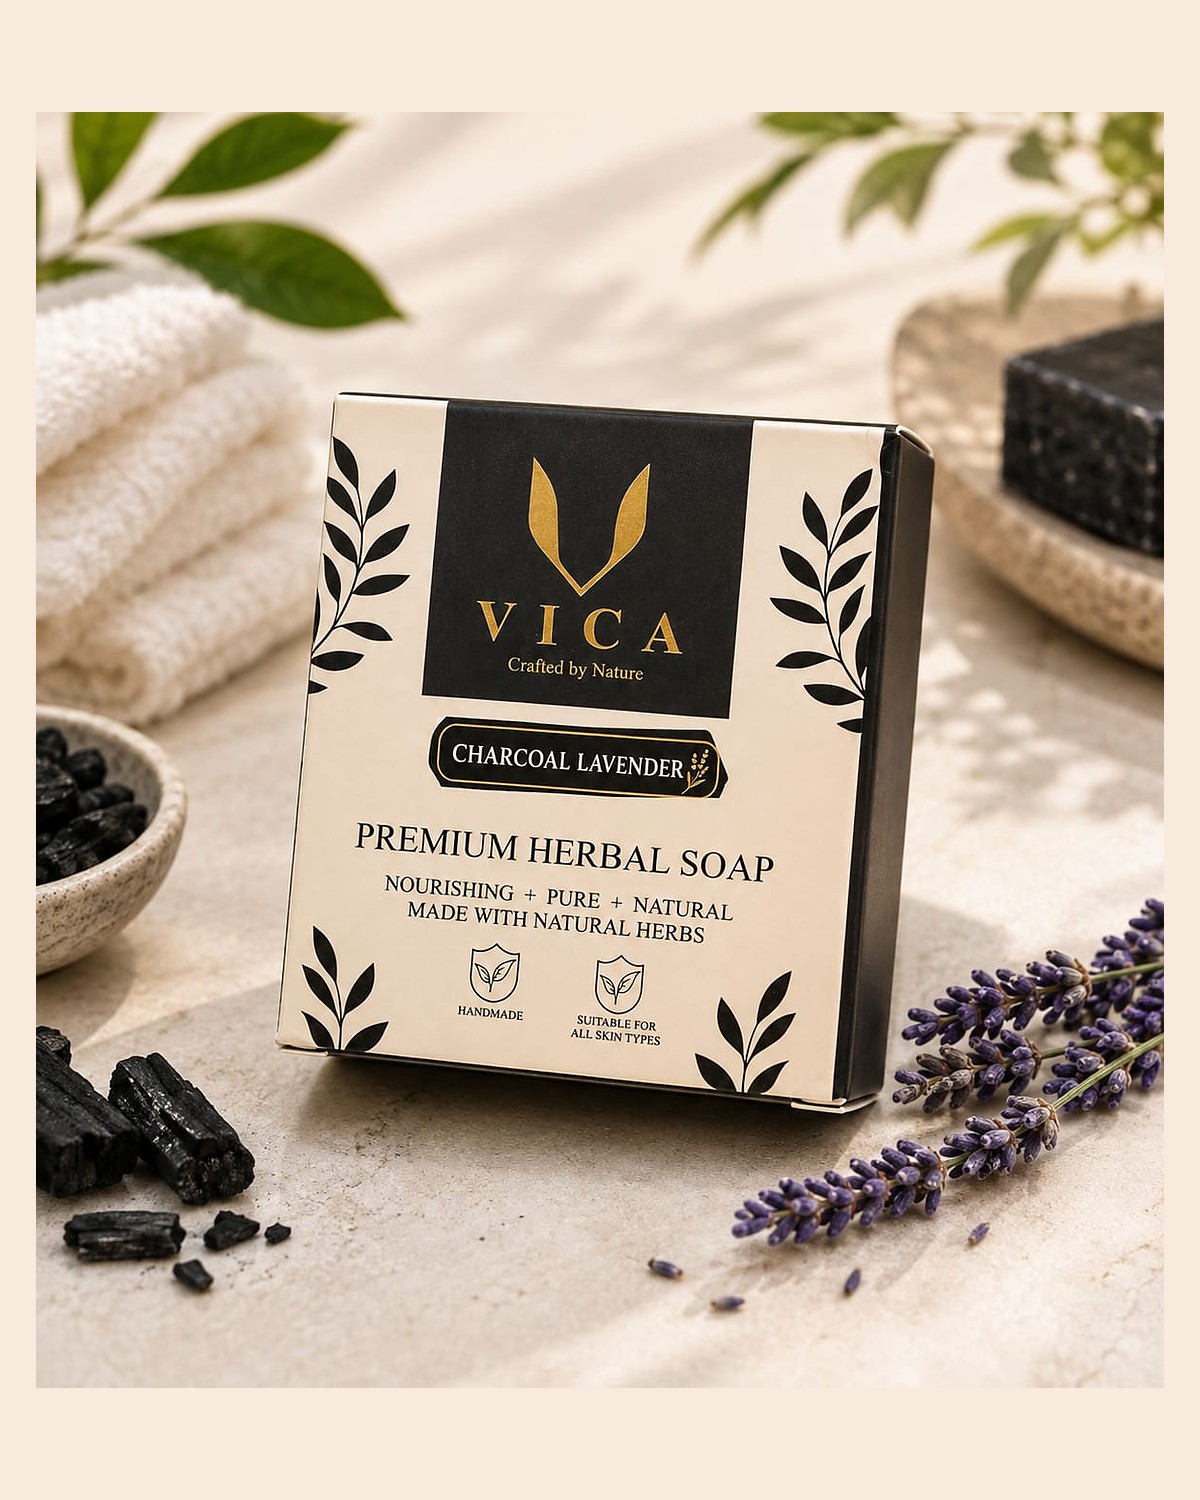 VICA
Crafted by Nature
CHARCOAL LAVENDER
PREMIUM HERBAL SOAP
NOURISHING + PURE + NATURAL
MADE WITH NATURAL HERBS
HANDMADE
SUITABLE FOR
ALL SKIN TYPES